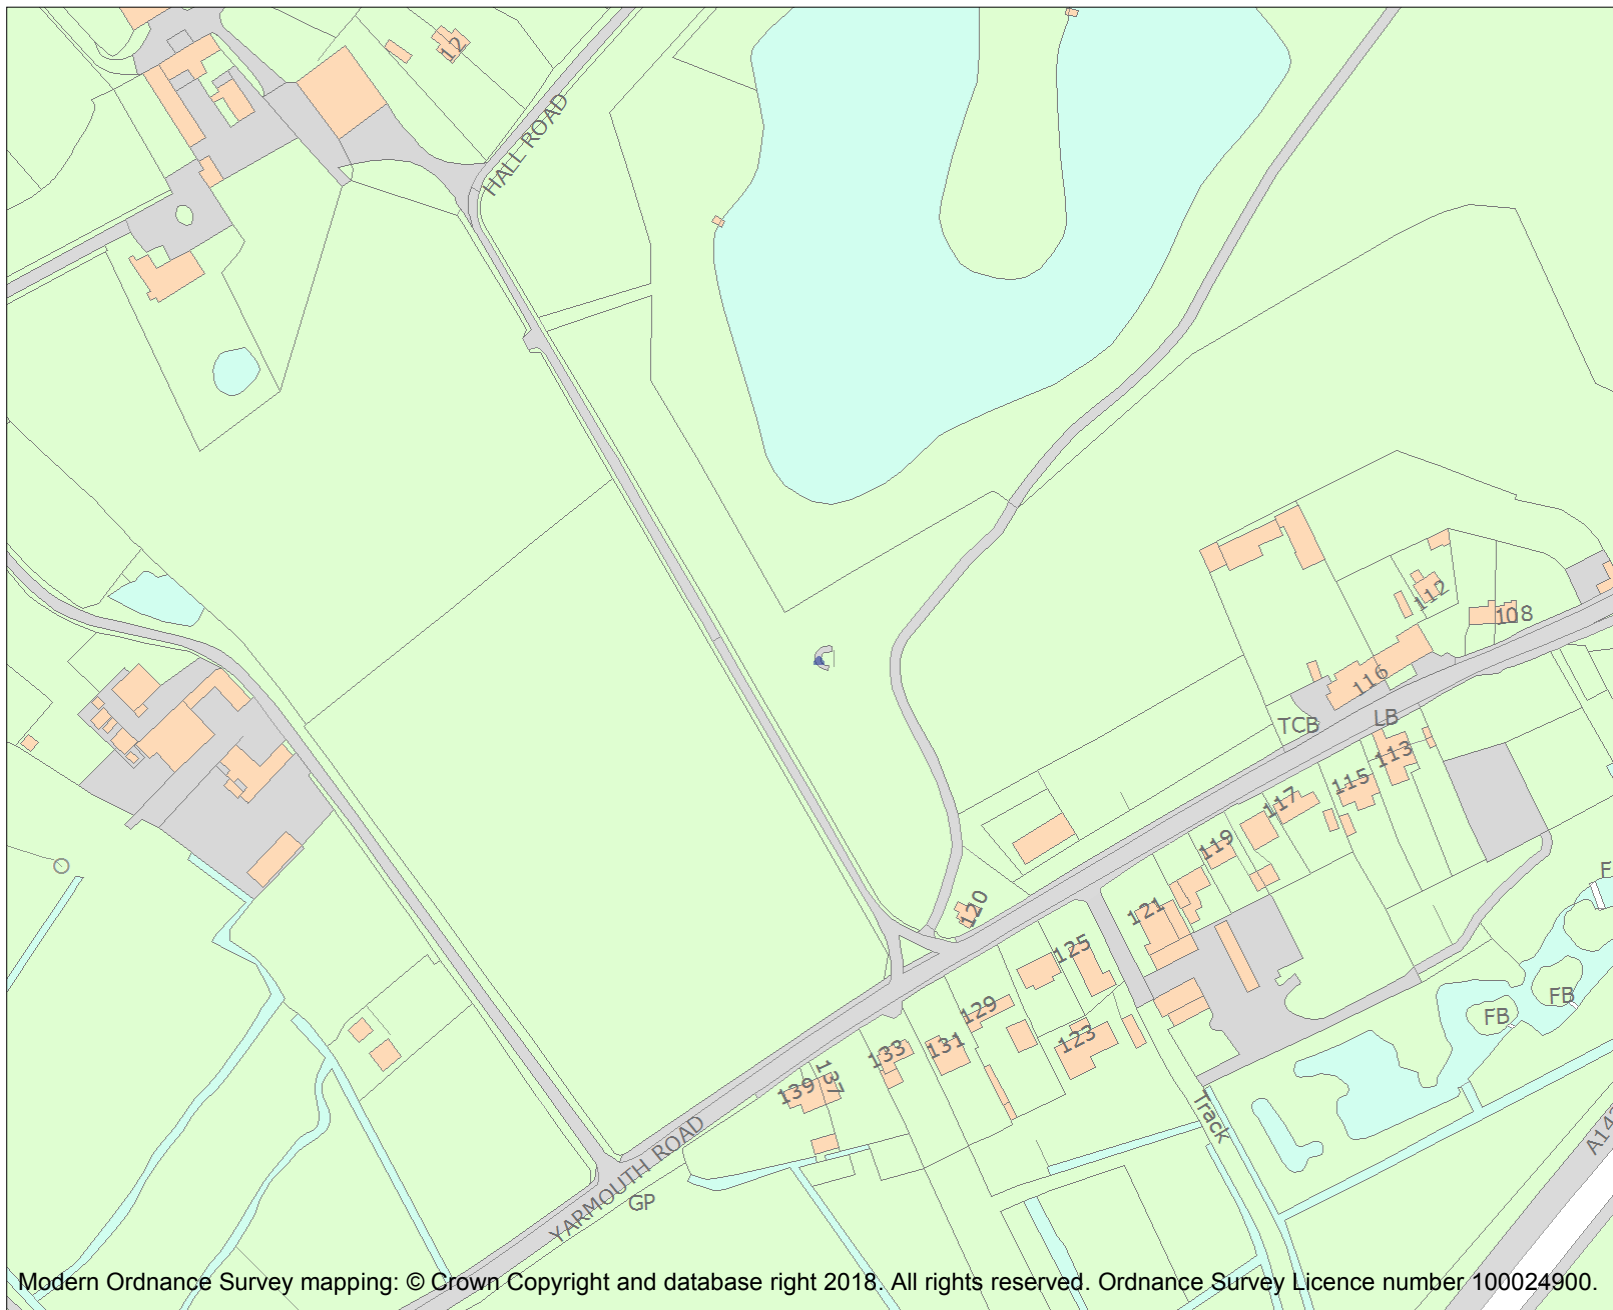 12
HALL ROAD
112
108
116
TCB
LB
113
115
117
119
120
121
125
129
123
131
133
137
139
FB
FB
Track
YARMOUTH ROAD
GP
Modern Ordnance Survey mapping: © Crown Copyright and database right 2018. All rights reserved. Ordnance Survey Licence number 100024900.